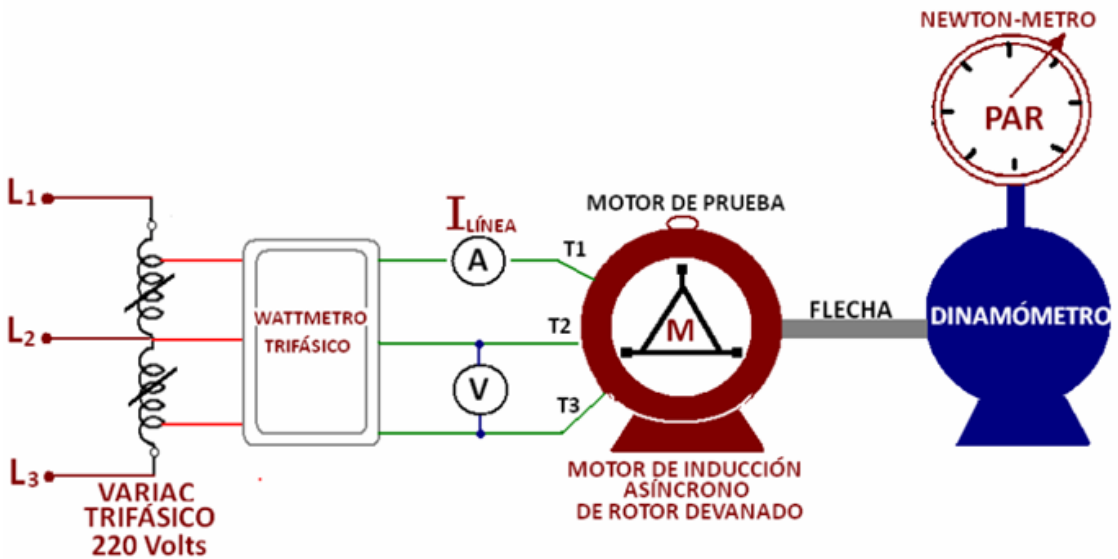 NEWTON-METRO
PAR
L1
I LÍNEA
MOTOR DE PRUEBA
A
T1
WATTMETRO
TRIFÁSICO
L2
T2
M
FLECHA
DINAMÓMETRO
V
T3
L3
VARIAC
TRIFÁSICO
220 Volts
MOTOR DE INDUCCIÓN
ASÍNCRONO
DE ROTOR DEVANADO